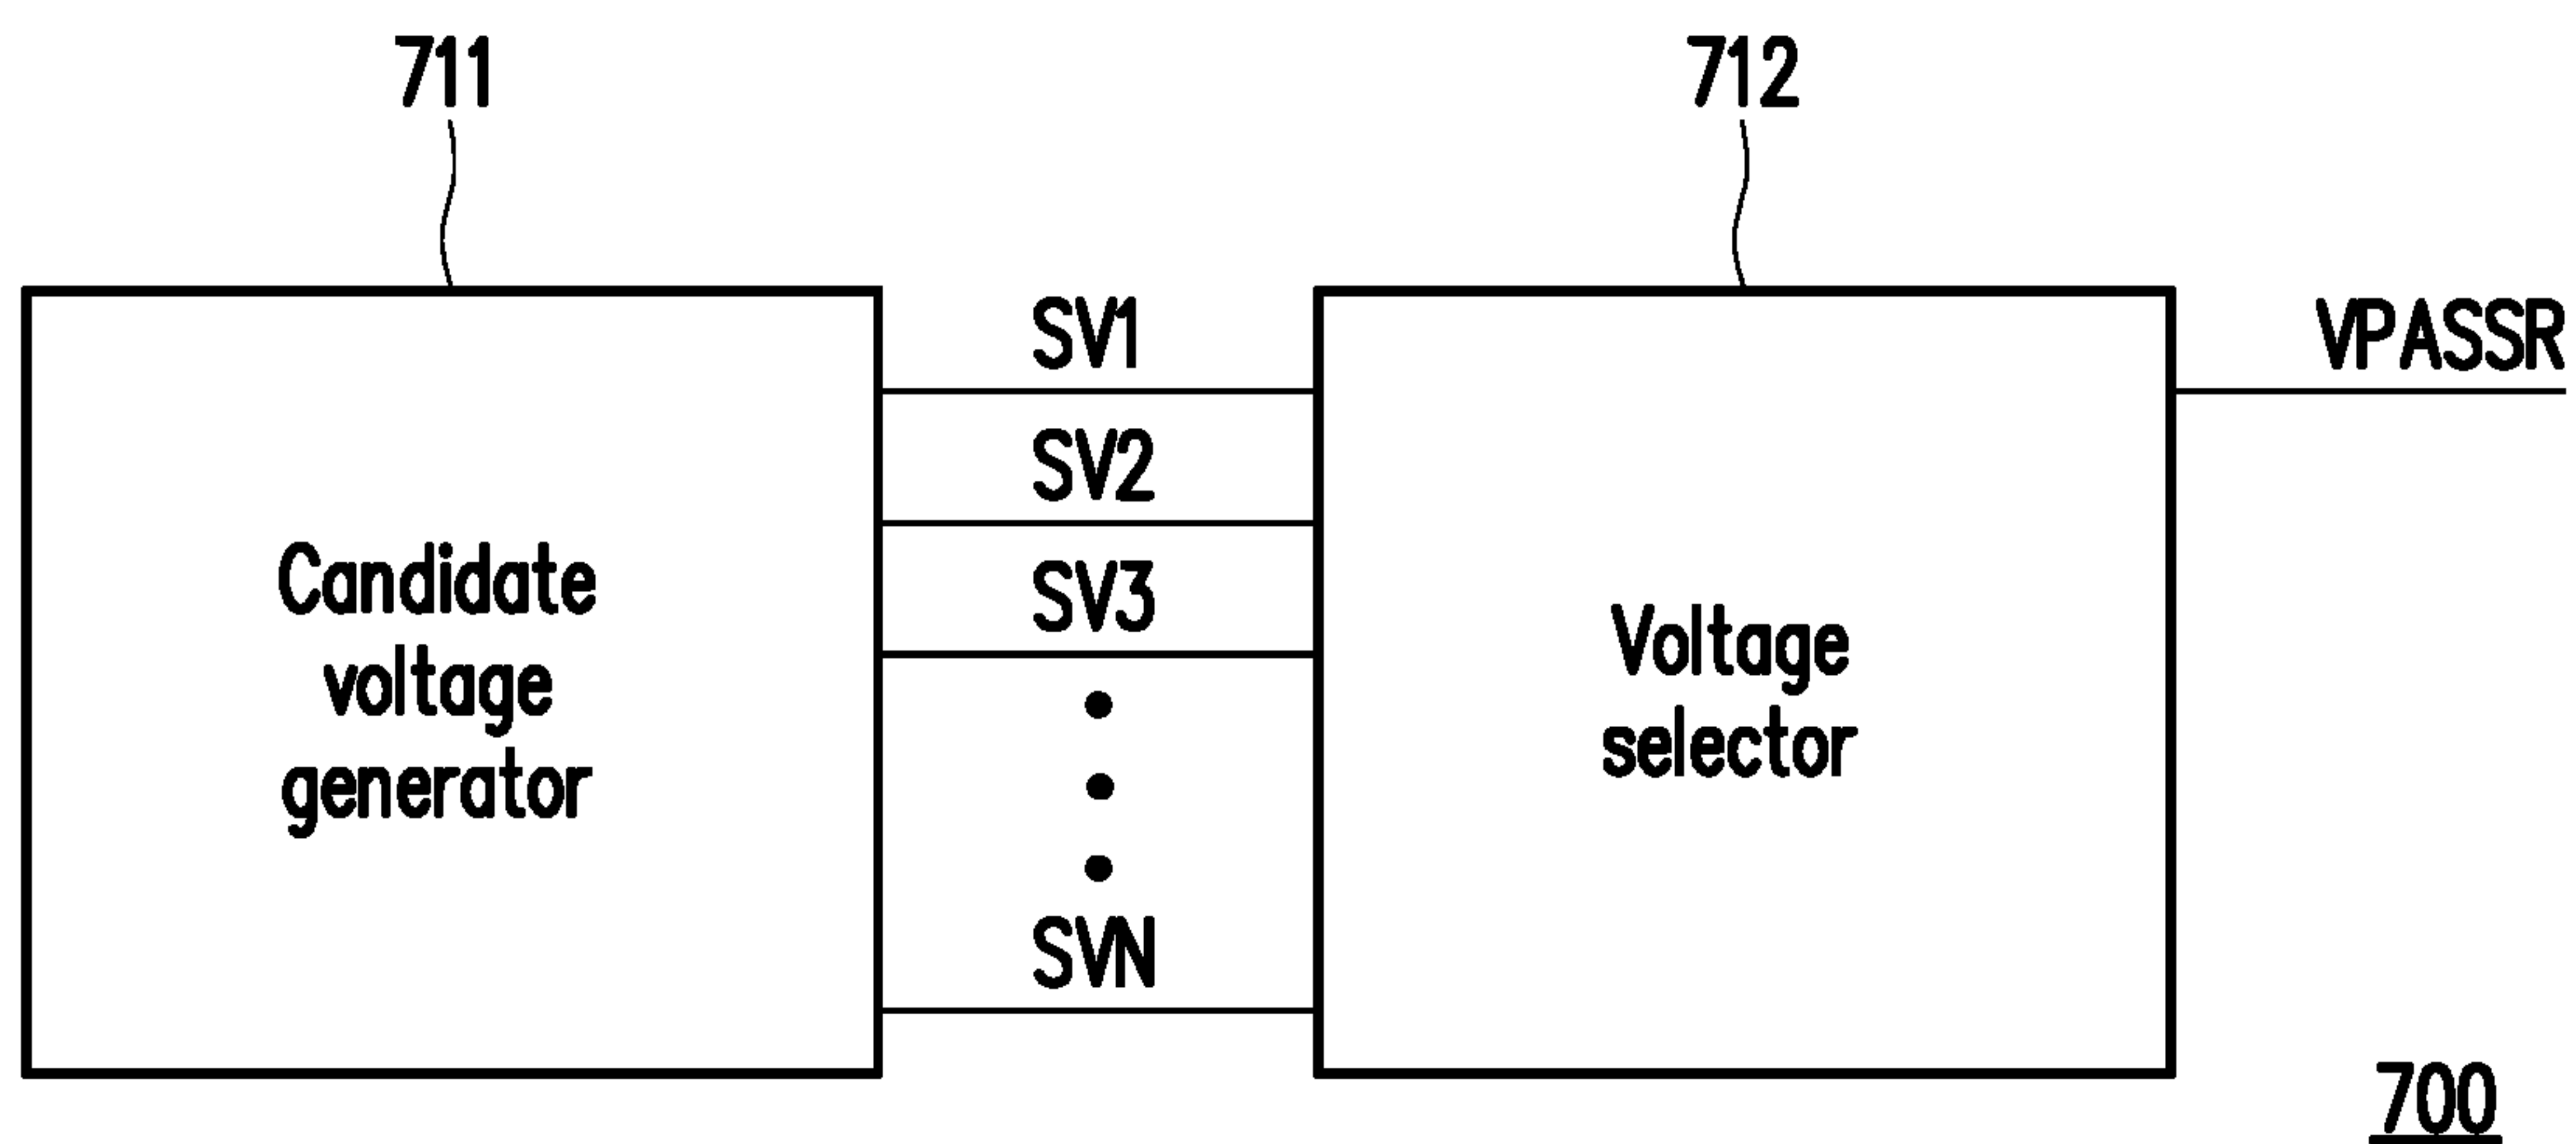 711
712
SV1
VPASSR
SV2
SV3
Candidate
voltage
generator
Voltage
selector
SVN
700